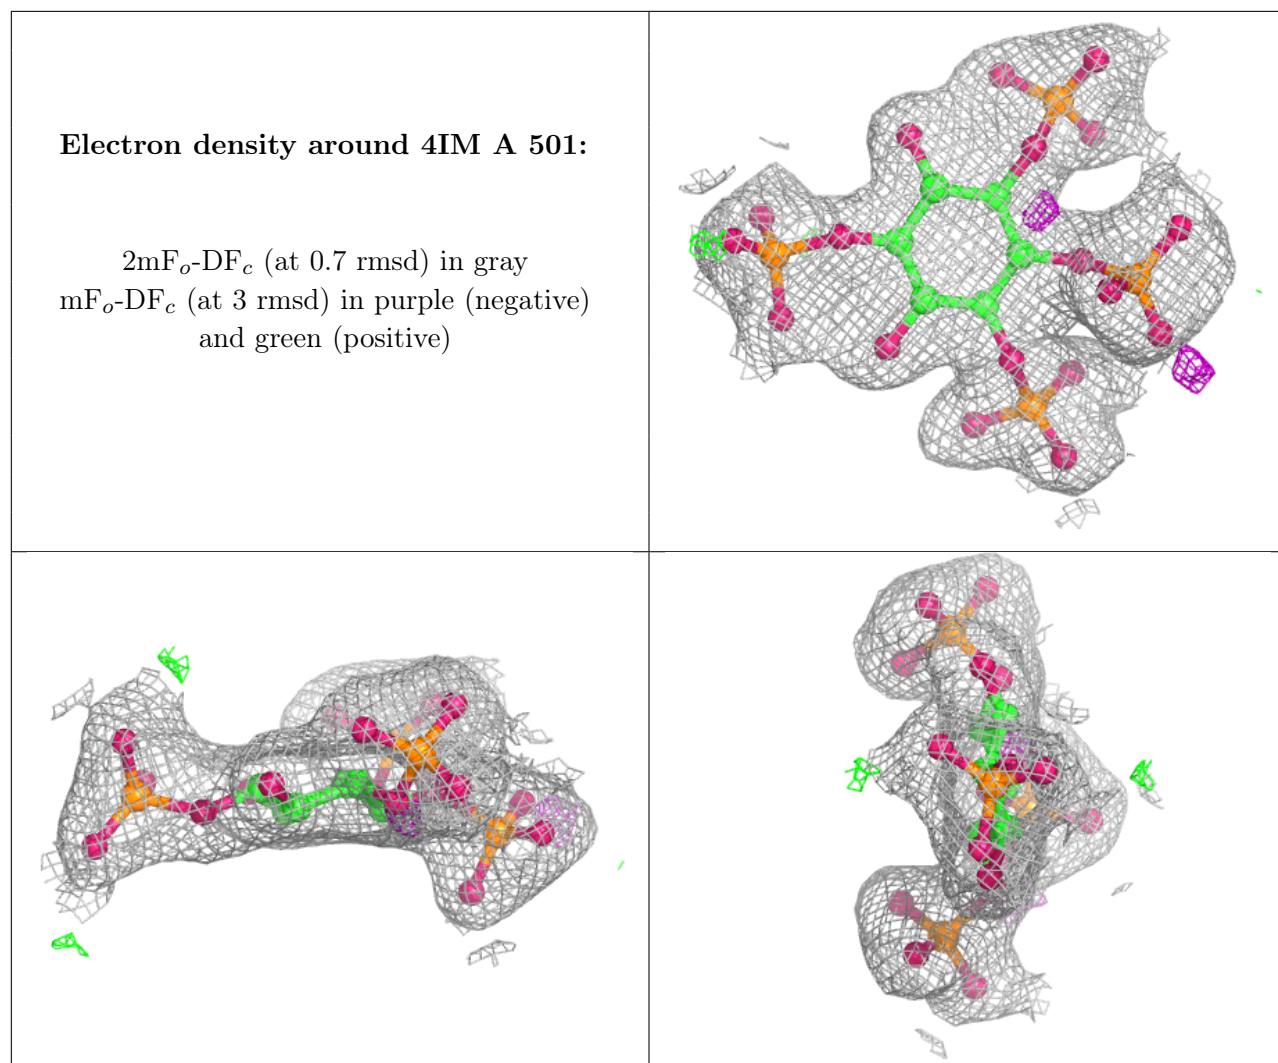 Electron density around 4IM A 501:
2mFo-DFc (at 0.7 rmsd) in gray
mFo-DFc (at 3 rmsd) in purple (negative)
and green (positive)